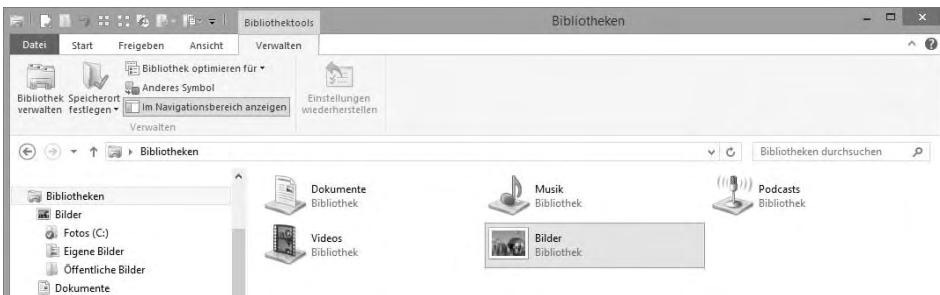 Bibliothektools
Bibliotheken
Datei Start Freigeben Ansicht Verwalten
Bibliothek verwalten
Speicherort festlegen
Bibliothek optimieren für
Anderes Symbol
Im Navigationsbereich anzeigen
Einstellungen wiederherstellen
Verwalten
Bibliotheken
Bibliotheken durchsuchen
Bibliotheken
Bilder
Fotos (C:)
Eigene Bilder
Öffentliche Bilder
Dokumente
Dokumente
Bibliothek
Musik
Bibliothek
Podcasts
Bibliothek
Videos
Bibliothek
Bilder
Bibliothek